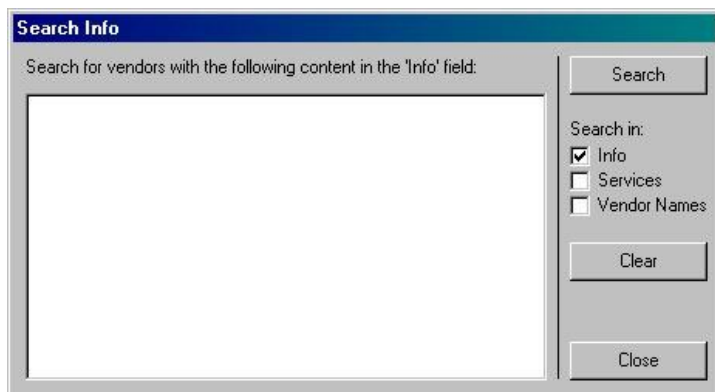 Search Info
Search for vendors with the following content in the 'Info' field:
Search
Search in:
Info
Services
Vendor Names
Clear
Close